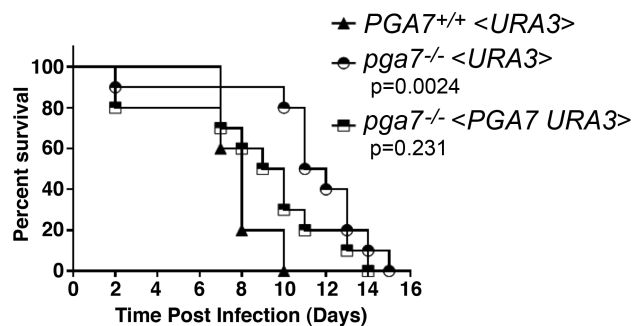 PGA7+/+ <URA3>
pga7-/- <URA3>
p=0.0024
pga7-/- <PGA7 URA3>
p=0.231
Percent survival
100
80
60
40
20
0
0 2 4 6 8 10 12 14 16
Time Post Infection (Days)